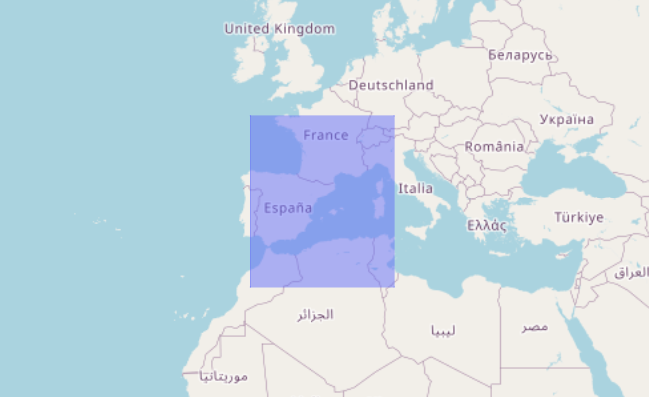 United Kingdom
Беларусь
Deutschland
Україна
France
România
Italia
España
Türkiye
Ελλάς
العراق
الجزائر
ليبيا
مصر
موريتانيا